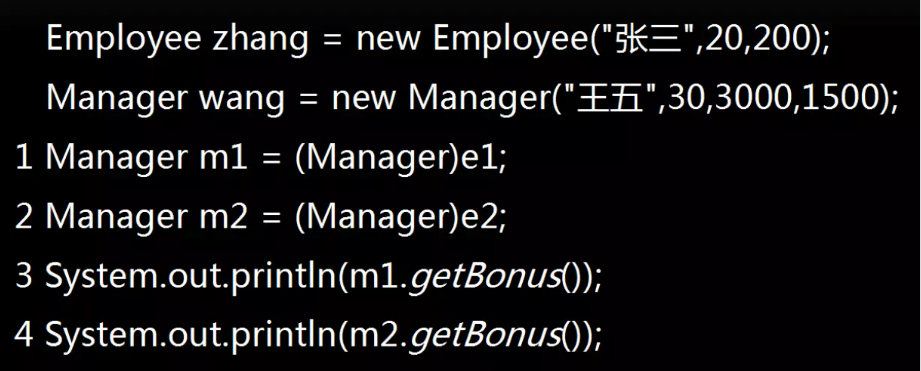 Employee zhang = new Employee("张三",20,200);
Manager wang = new Manager("王五",30,3000,1500);
1 Manager m1 = (Manager)e1;
2 Manager m2 = (Manager)e2;
3 System.out.println(m1.getBonus());
4 System.out.println(m2.getBonus());